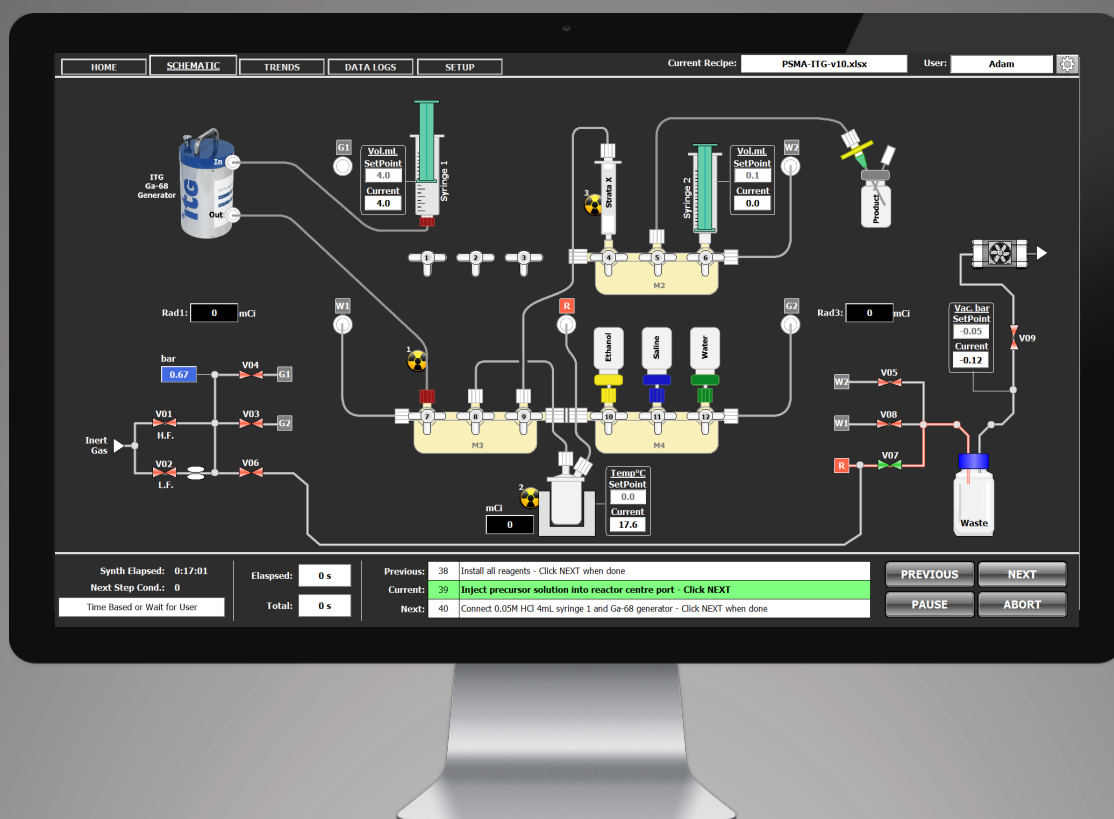 HOME
SCHEMATIC
TRENDS
DATA LOGS
SETUP
Current Recipe:
PSMA-ITG-v10.xlsx
User:
Adam
ITG
Ga-68
Generator
In
Out
itg
G1
Vol.mL
SetPoint
4.0
Current
4.0
Syringe 1
3
Strata X
Syringe 2
Vol.mL
SetPoint
0.1
Current
0.0
W2
Product
1
2
3
4
5
6
M2
Rad1:
0
mCi
W1
R
G2
Rad3:
0
mCi
Vac. bar
SetPoint
-0.05
Current
-0.12
V09
1
Ethanol
Saline
Water
bar
0.67
V04
G1
V01
H.F.
V03
G2
Inert
Gas
V02
L.F.
V06
7
8
9
M3
10
11
12
M4
W2
V05
W1
V08
R
V07
Waste
2
mCi
0
Temp°C
SetPoint
0.0
Current
17.6
Synth Elapsed: 0:17:01
Next Step Cond.: 0
Time Based or Wait for User
Elaspsed:
0 s
Total:
0 s
Previous: 38 Install all reagents - Click NEXT when done
Current: 39 Inject precursor solution into reactor centre port - Click NEXT
Next: 40 Connect 0.05M HCl 4mL syringe 1 and Ga-68 generator - Click NEXT when done
PREVIOUS
NEXT
PAUSE
ABORT